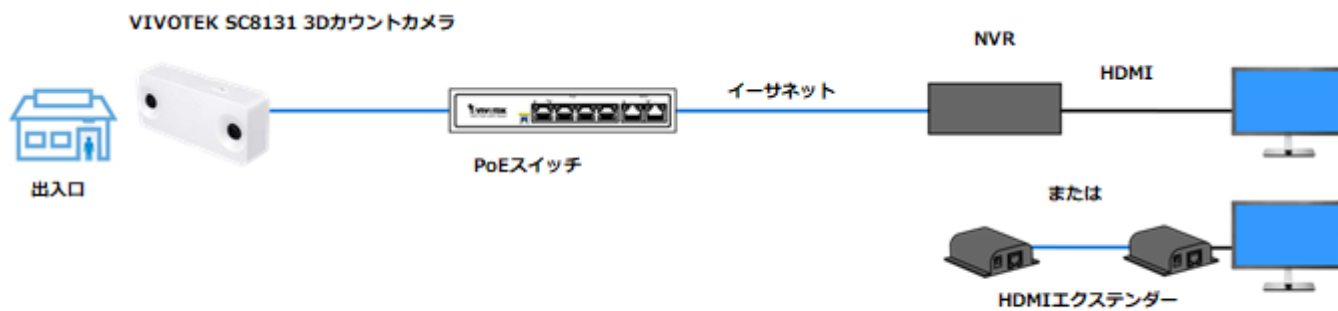 VIVOTEK SC8131 3Dカウントカメラ
NVR
HDMI
イーサネット
VIVOTEK
PoEスイッチ
出入口
または
HDMIエクステンダー